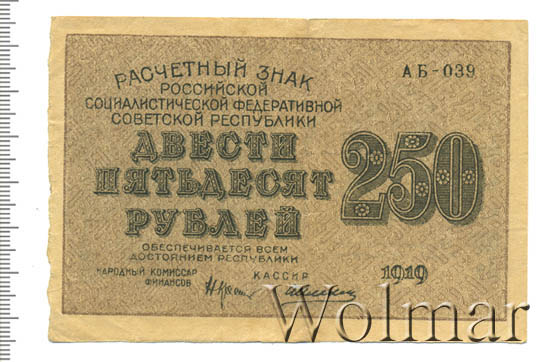 АБ-039
РАСЧЕТНЫЙ ЗНАК
РОССИЙСКОЙ
СОЦИАЛИСТИЧЕСКОЙ ФЕДЕРАТИВНОЙ
СОВЕТСКОЙ РЕСПУБЛИКИ
ДВЕСТИ
ПЯТЬДЕСЯТ
РУБЛЕЙ
250
ОБЕСПЕЧИВАЕТСЯ ВСЕМ
ДОСТОЯНИЕМ РЕСПУБЛИКИ
НАРОДНЫЙ КОМИССАР
ФИНАНСОВ
КАССИР
1919
Wolmar